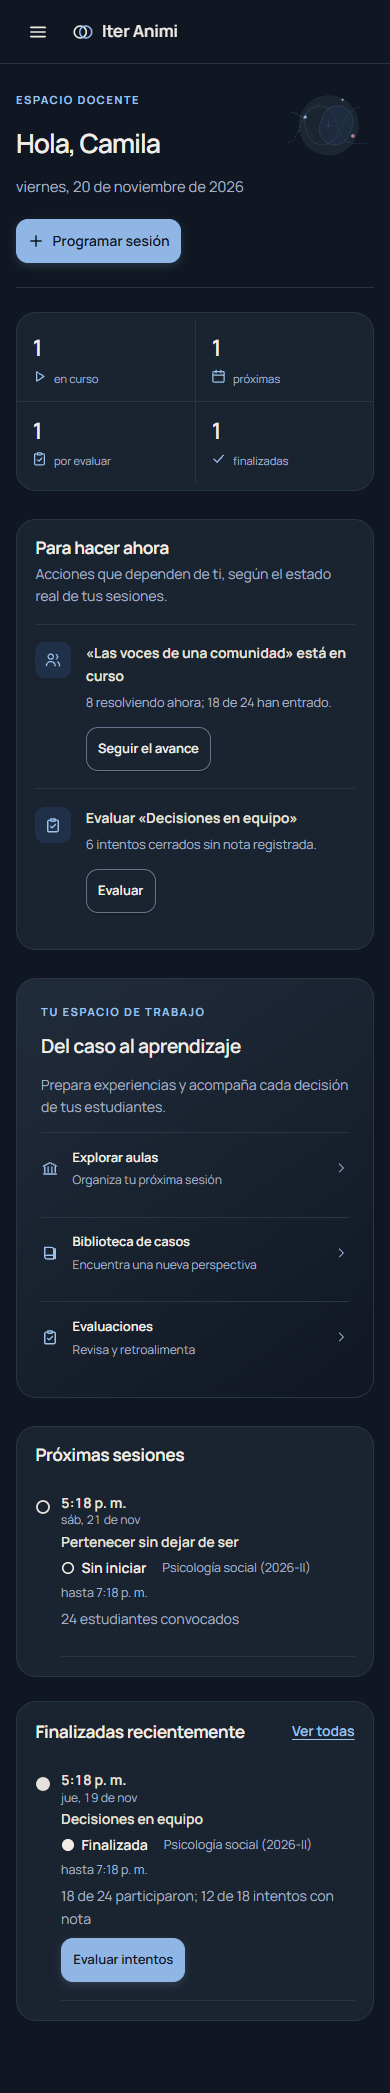 Iter Animi
ESPACIO DOCENTE
Hola, Camila
viernes, 20 de noviembre de 2026
Programar sesión
1
en curso
1
próximas
1
por evaluar
1
finalizadas
Para hacer ahora
Acciones que dependen de ti, según el estado
real de tus sesiones.
«Las voces de una comunidad» está en
curso
8 resolviendo ahora; 18 de 24 han entrado.
Seguir el avance
Evaluar «Decisiones en equipo»
6 intentos cerrados sin nota registrada.
Evaluar
TU ESPACIO DE TRABAJO
Del caso al aprendizaje
Prepara experiencias y acompaña cada decisión
de tus estudiantes.
Explorar aulas
Organiza tu próxima sesión
Biblioteca de casos
Encuentra una nueva perspectiva
Evaluaciones
Revisa y retroalimenta
Próximas sesiones
5:18 p. m.
sáb, 21 de nov
Pertenecer sin dejar de ser
Sin iniciar Psicología social (2026-II)
hasta 7:18 p. m.
24 estudiantes convocados
Finalizadas recientemente Ver todas
5:18 p. m.
jue, 19 de nov
Decisiones en equipo
Finalizada Psicología social (2026-II)
hasta 7:18 p. m.
18 de 24 participaron; 12 de 18 intentos con
nota
Evaluar intentos